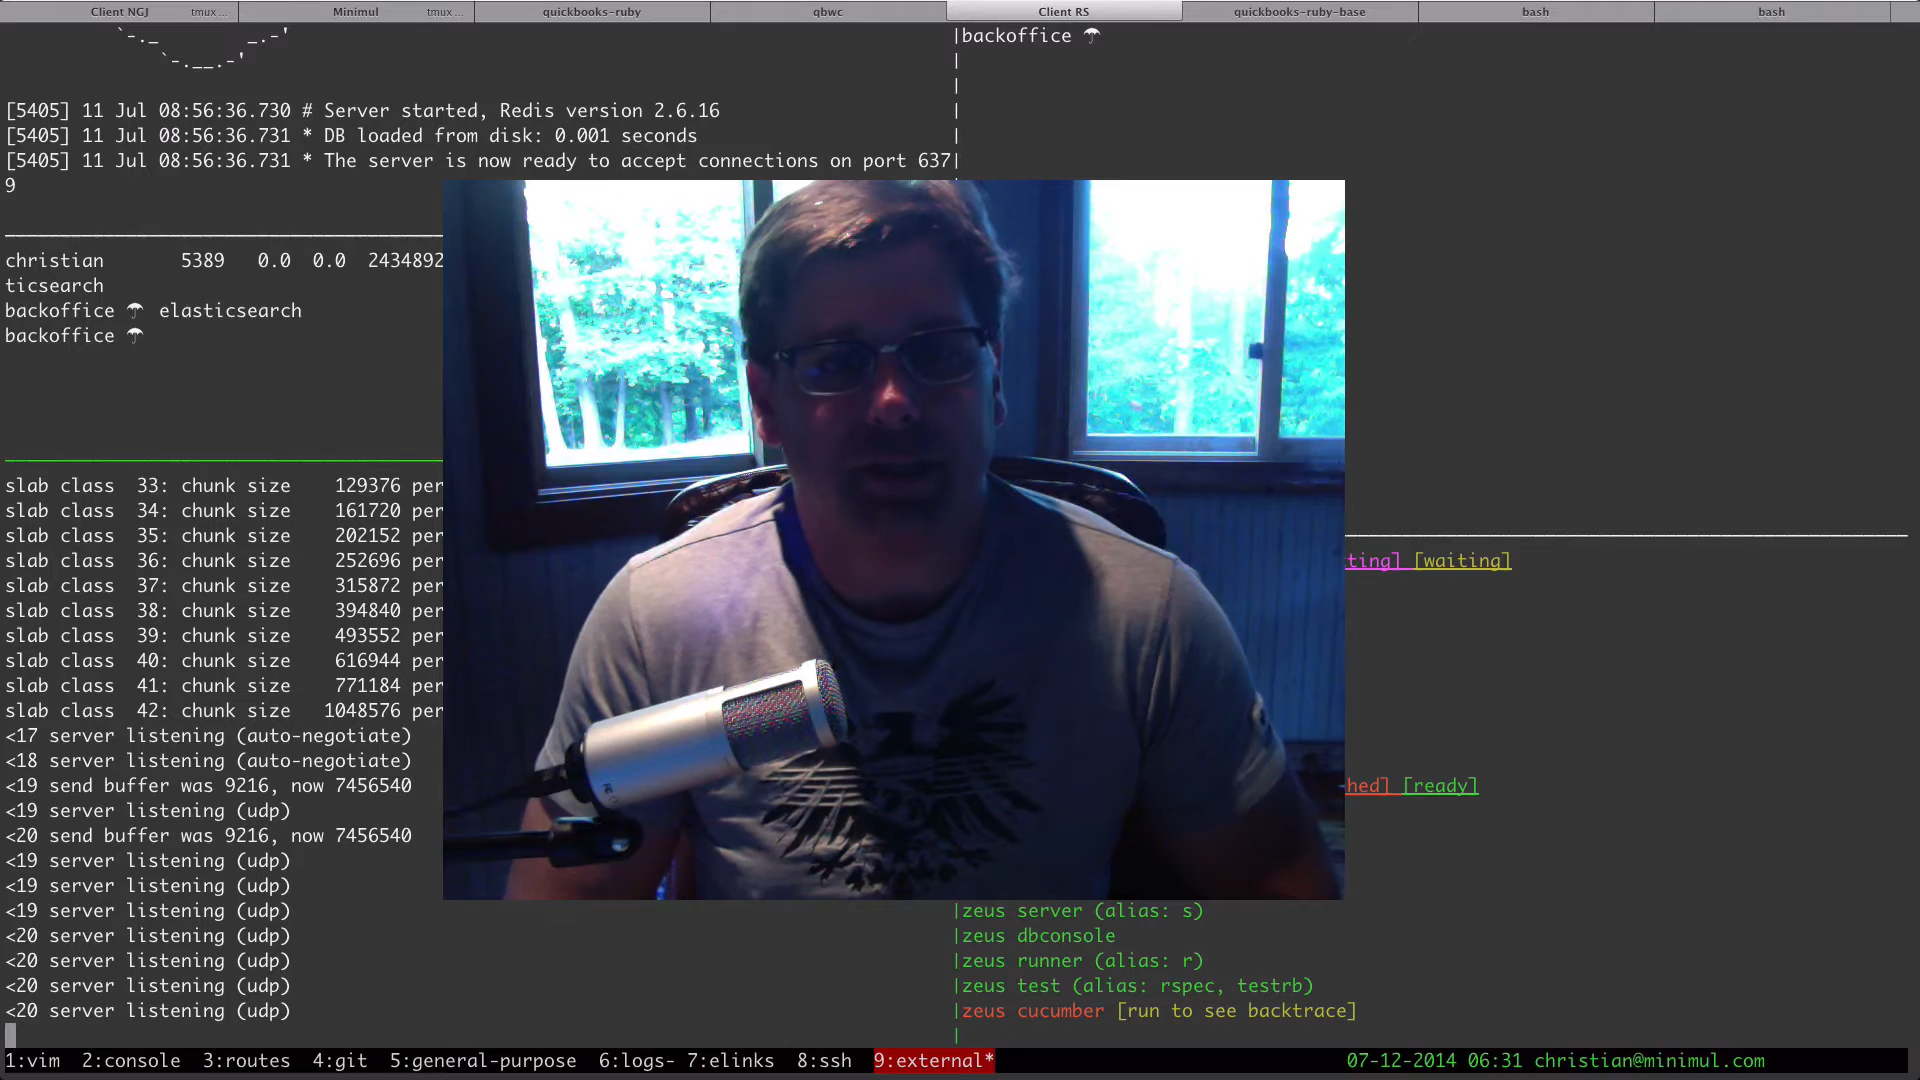 Client NGJ tmux ... Minimul tmux ... quickbooks-ruby qbwc Client RS quickbooks-ruby-base bash bash
[5405] 11 Jul 08:56:36.730 # Server started, Redis version 2.6.16
[5405] 11 Jul 08:56:36.731 * DB loaded from disk: 0.001 seconds
[5405] 11 Jul 08:56:36.731 * The server is now ready to accept connections on port 637
9
christian 5389 0.0 0.0 2434892
ticsearch
backoffice ☂ elasticsearch
backoffice ☂
slab class 33: chunk size 129376 per
slab class 34: chunk size 161720 per
slab class 35: chunk size 202152 per
slab class 36: chunk size 252696 per
slab class 37: chunk size 315872 per
slab class 38: chunk size 394840 per
slab class 39: chunk size 493552 per
slab class 40: chunk size 616944 per
slab class 41: chunk size 771184 per
slab class 42: chunk size 1048576 per
<17 server listening (auto-negotiate)
<18 server listening (auto-negotiate)
<19 send buffer was 9216, now 7456540
<19 server listening (udp)
<20 send buffer was 9216, now 7456540
<19 server listening (udp)
<19 server listening (udp)
<19 server listening (udp)
<20 server listening (udp)
<20 server listening (udp)
<20 server listening (udp)
<20 server listening (udp)
backoffice ☂
ting] [waiting]
hed] [ready]
zeus server (alias: s)
zeus dbconsole
zeus runner (alias: r)
zeus test (alias: rspec, testrb)
zeus cucumber [run to see backtrace]
1:vim 2:console 3:routes 4:git 5:general-purpose 6:logs- 7:elinks 8:ssh 9:external* 07-12-2014 06:31 christian@minimul.com